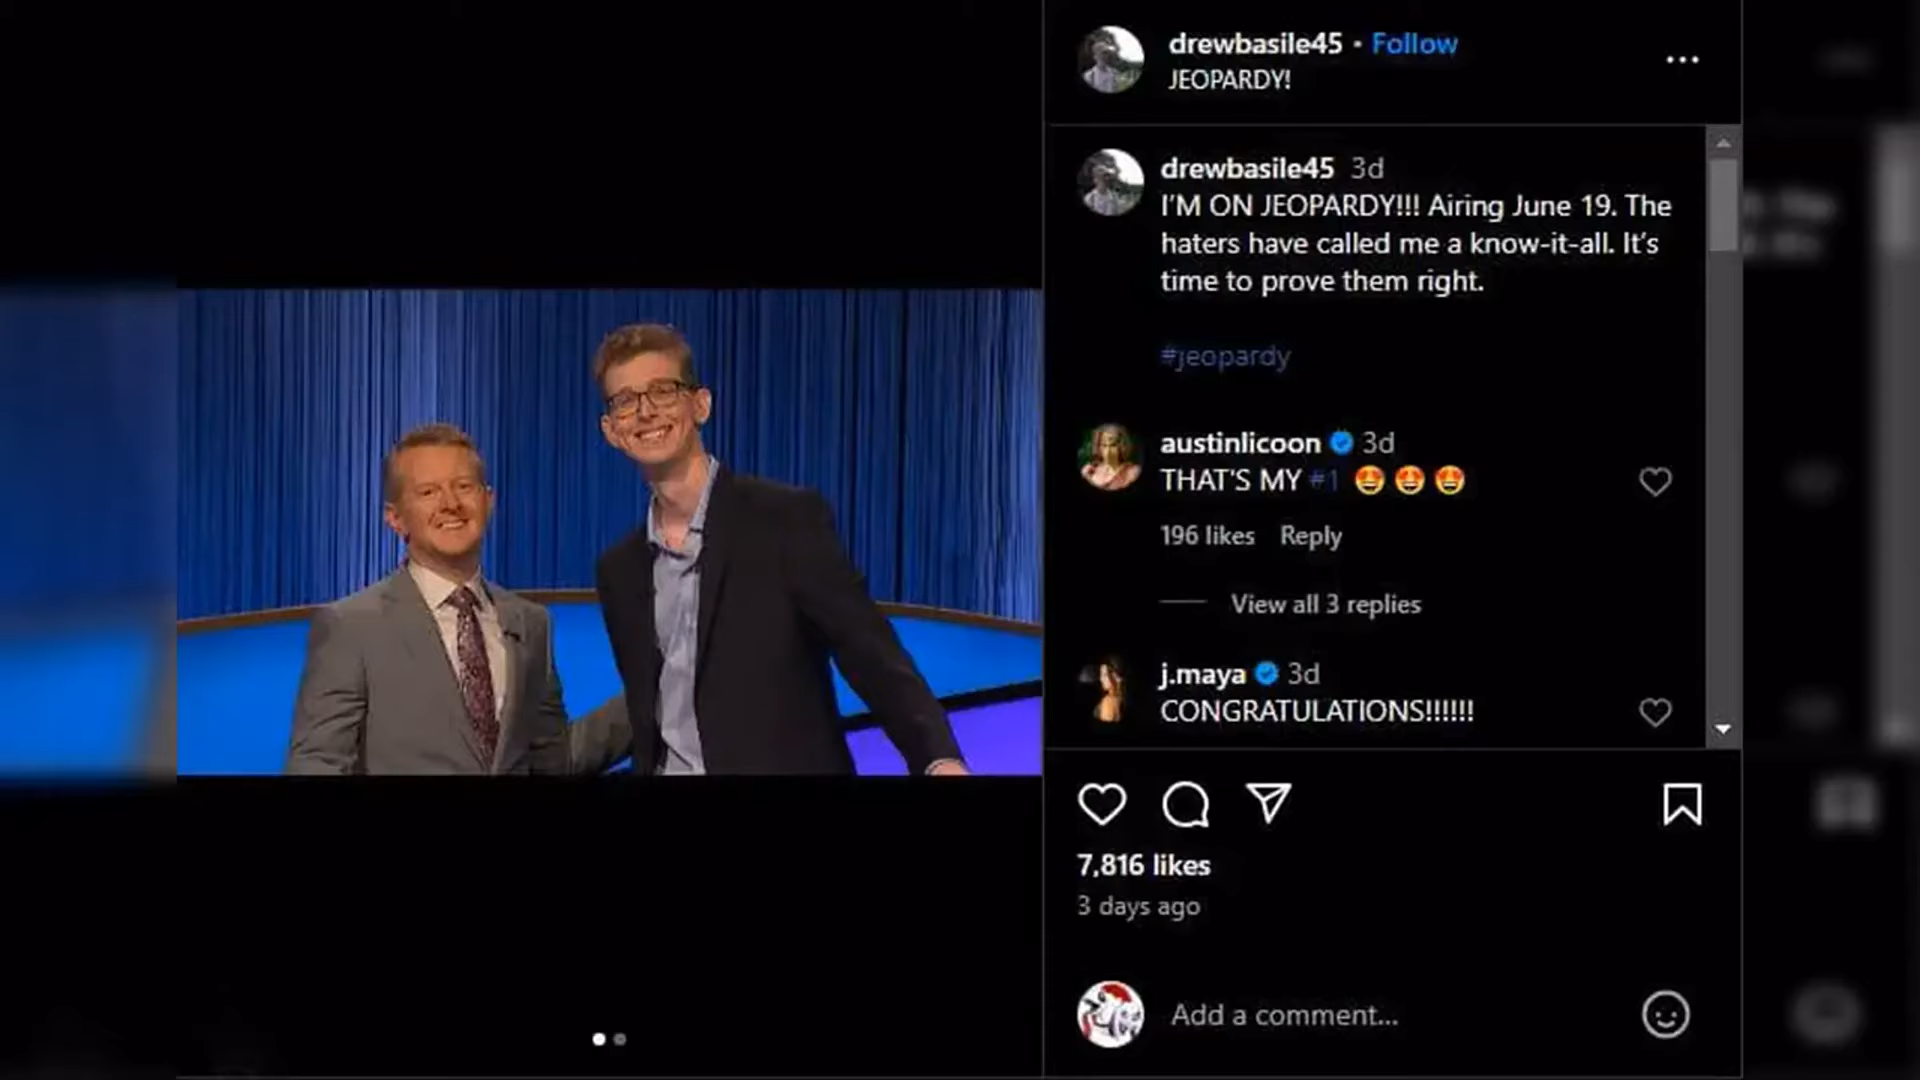 drewbasile45 • Follow
JEOPARDY!
drewbasile45 3d
I'M ON JEOPARDY!!! Airing June 19. The
haters have called me a know-it-all. It's
time to prove them right.
#jeopardy
austinlicoon 3d
THAT'S MY #1 🤩🤩🤩
196 likes Reply
View all 3 replies
j.maya 3d
CONGRATULATIONS!!!!!!
7,816 likes
3 days ago
Add a comment...